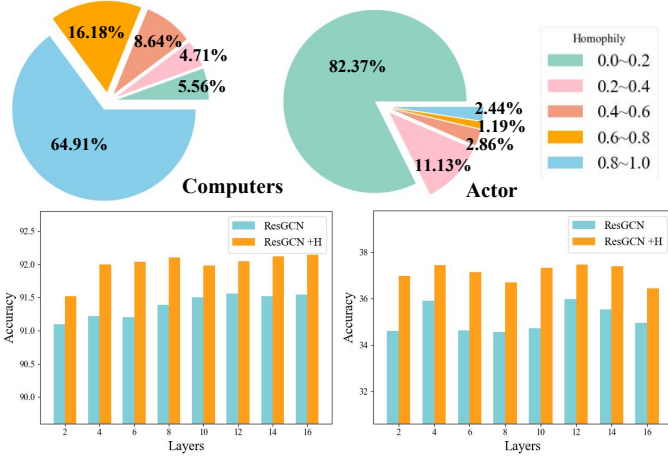 16.18%
8.64%
4.71%
5.56%
64.91%
Computers
82.37%
2.44%
1.19%
2.86%
11.13%
Actor
Homophily
0.0~0.2
0.2~0.4
0.4~0.6
0.6~0.8
0.8~1.0
Accuracy
92.5
92.0
91.5
91.0
90.5
90.0
ResGCN
ResGCN +H
2 4 6 8 10 12 14 16
Layers
Accuracy
38
36
34
32
ResGCN
ResGCN +H
2 4 6 8 10 12 14 16
Layers